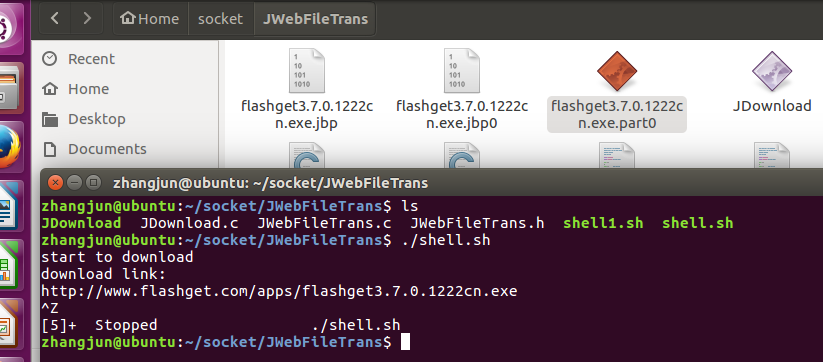 Home socket JWebFileTrans
Recent
Home
Desktop
Documents
1
10
101
1010
1
10
101
1010
flashget3.7.0.1222c
n.exe.jbp
flashget3.7.0.1222c
n.exe.jbp0
flashget3.7.0.1222c
n.exe.part0
JDownload
zhangjun@ubuntu: ~/socket/JWebFileTrans
zhangjun@ubuntu:~/socket/JWebFileTrans$ ls
JDownload JDownload.c JWebFileTrans.c JWebFileTrans.h shell1.sh shell.sh
zhangjun@ubuntu:~/socket/JWebFileTrans$ ./shell.sh
start to download
download link:
http://www.flashget.com/apps/flashget3.7.0.1222cn.exe
^Z
[5]+ Stopped ./shell.sh
zhangjun@ubuntu:~/socket/JWebFileTrans$